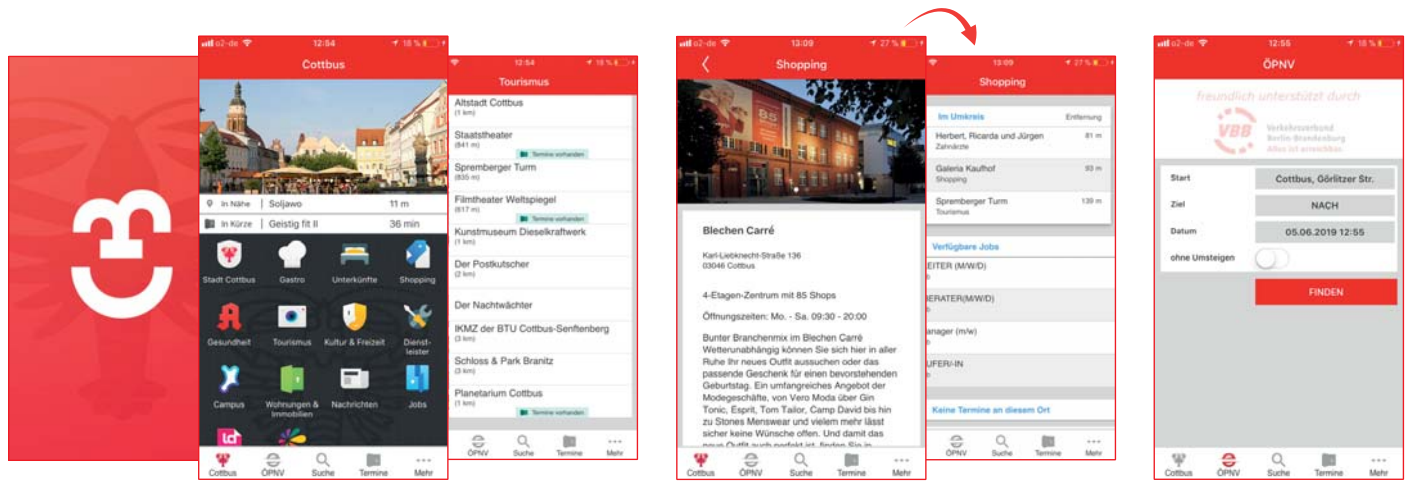 o2-de 12:54 18 %
Cottbus
In Nähe | Soljawo 11 m
In Kürze | Geistig fit II 36 min
Stadt Cottbus Gastro Unterkünfte Shopping
Gesundheit Tourismus Kultur & Freizeit Dienst-
leister
Campus Wohnungen & Nachrichten Jobs
Immobilien
Cottbus ÖPNV Suche Termine Mehr
12:54 18 %
Tourismus
Altstadt Cottbus
(1 km)
Staatstheater
(841 m)
Termine vorhanden
Spremberger Turm
(835 m)
Filmtheater Weltspiegel
(617 m)
Termine vorhanden
Kunstmuseum Dieselkraftwerk
(1 km)
Der Postkutscher
(2 km)
Der Nachtwächter
IKMZ der BTU Cottbus-Senftenberg
(3 km)
Schloss & Park Branitz
(3 km)
Planetarium Cottbus
(1 km)
Termine vorhanden
ÖPNV Suche Termine Mehr
o2-de 13:09 27 %
Shopping
Blechen Carré
Karl-Liebknecht-Straße 136
03046 Cottbus
4-Etagen-Zentrum mit 85 Shops
Öffnungszeiten: Mo. - Sa. 09:30 - 20:00
Bunter Branchenmix im Blechen Carré
Wetterunabhängig können Sie sich hier in aller
Ruhe Ihr neues Outfit aussuchen oder das
passende Geschenk für einen bevorstehenden
Geburtstag. Ein umfangreiches Angebot der
Modegeschäfte, von Vero Moda über Gin
Tonic, Esprit, Tom Tailor, Camp David bis hin
zu Stones Menswear und vielem mehr lässt
sicher keine Wünsche offen. Und damit das
neue Outfit auch perfekt ist, finden Sie in
Cottbus ÖPNV Suche Termine Mehr
13:09 27 %
Shopping
Im Umkreis Entfernung
Herbert, Ricarda und Jürgen 81 m
Zahnärzte
Galeria Kaufhof 93 m
Shopping
Spremberger Turm 139 m
Tourismus
Verfügbare Jobs
EITER (M/W/D)
ERATER(M/W/D)
anager (m/w)
UFER/-IN
Keine Termine an diesem Ort
ÖPNV Suche Termine Mehr
o2-de 12:55 18 %
ÖPNV
freundlich unterstützt durch
VBB Verkehrsverbund
Berlin-Brandenburg
Alles ist erreichbar.
Start Cottbus, Görlitzer Str.
Ziel NACH
Datum 05.06.2019 12:55
ohne Umsteigen
FINDEN
Cottbus ÖPNV Suche Termine Mehr